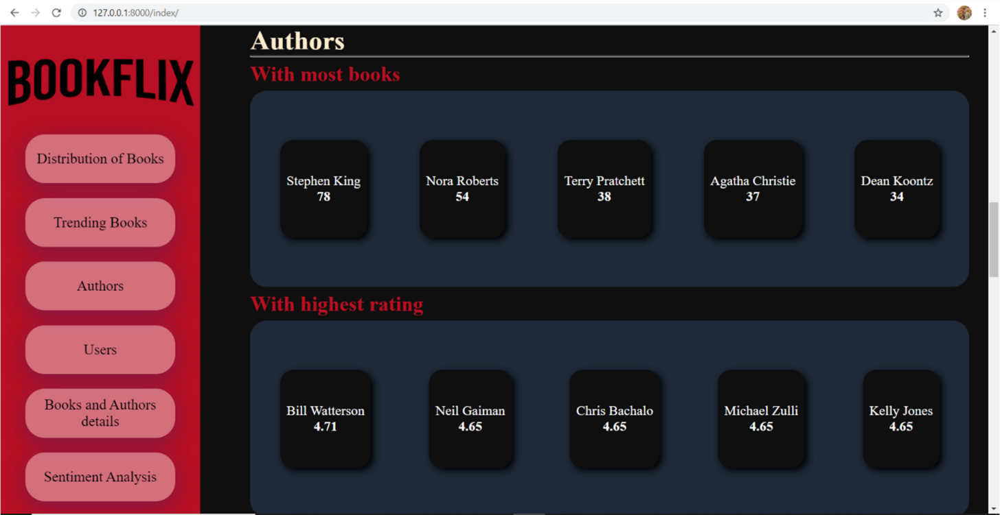 127.0.0.1:8000/index/
BOOKFLIX
Distribution of Books
Trending Books
Authors
Users
Books and Authors
details
Sentiment Analysis
Authors
With most books
Stephen King
78
Nora Roberts
54
Terry Pratchett
38
Agatha Christie
37
Dean Koontz
34
With highest rating
Bill Watterson
4.71
Neil Gaiman
4.65
Chris Bachalo
4.65
Michael Zulli
4.65
Kelly Jones
4.65